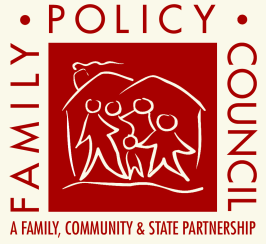 FAMILY
• POLICY •
COUNCIL
A FAMILY, COMMUNITY & STATE PARTNERSHIP